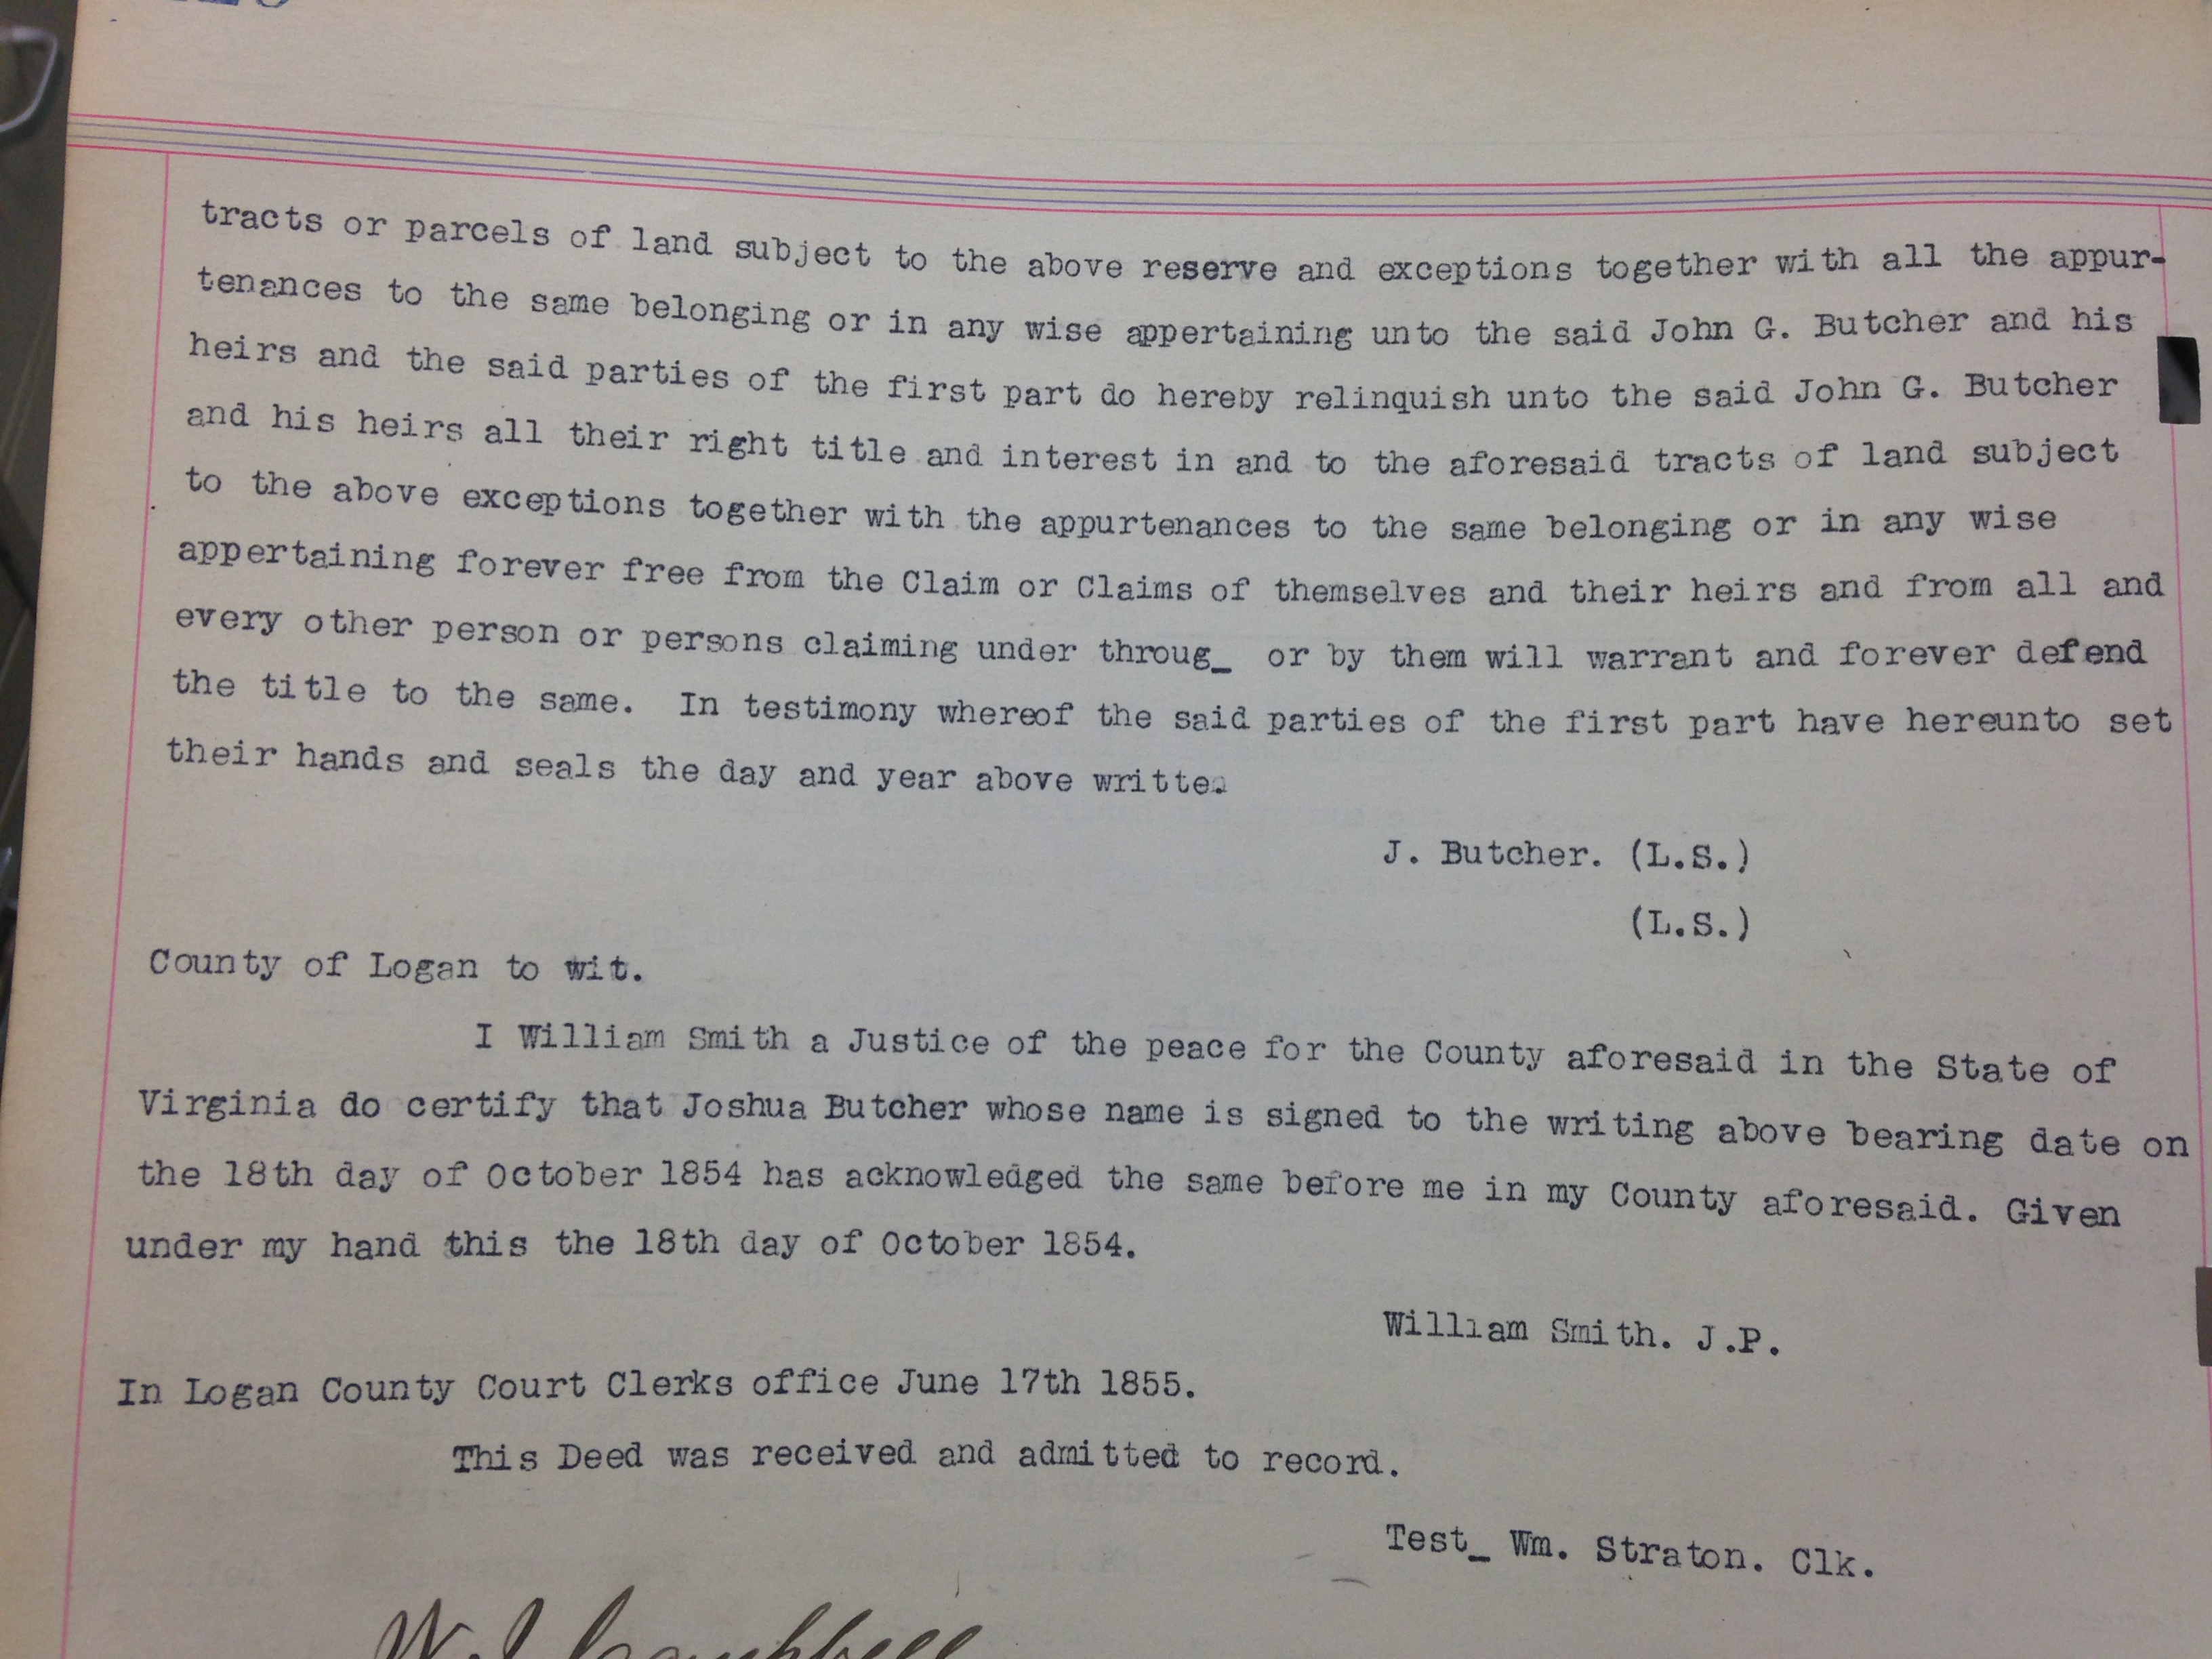 tracts or parcels of land subject to the above reserve and exceptions together with all the appur-
tenances to the same belonging or in any wise appertaining unto the said John G. Butcher and his
heirs and the said parties of the first part do hereby relinquish unto the said John G. Butcher
and his heirs all their right title and interest in and to the aforesaid tracts of land subject
to the above exceptions together with the appurtenances to the same belonging or in any wise
appertaining forever free from the Claim or Claims of themselves and their heirs and from all and
every other person or persons claiming under throug_ or by them will warrant and forever defend
the title to the same. In testimony whereof the said parties of the first part have hereunto set
their hands and seals the day and year above writte.
J. Butcher. (L.S.)
(L.S.)
County of Logan to wit.
I William Smith a Justice of the peace for the County aforesaid in the State of
Virginia do certify that Joshua Butcher whose name is signed to the writing above bearing date on
the 18th day of October 1854 has acknowledged the same before me in my County aforesaid. Given
under my hand this the 18th day of October 1854.
William Smith. J.P.
In Logan County Court Clerks office June 17th 1855.
This Deed was received and admitted to record.
Test_ Wm. Straton. Clk.
Campbell